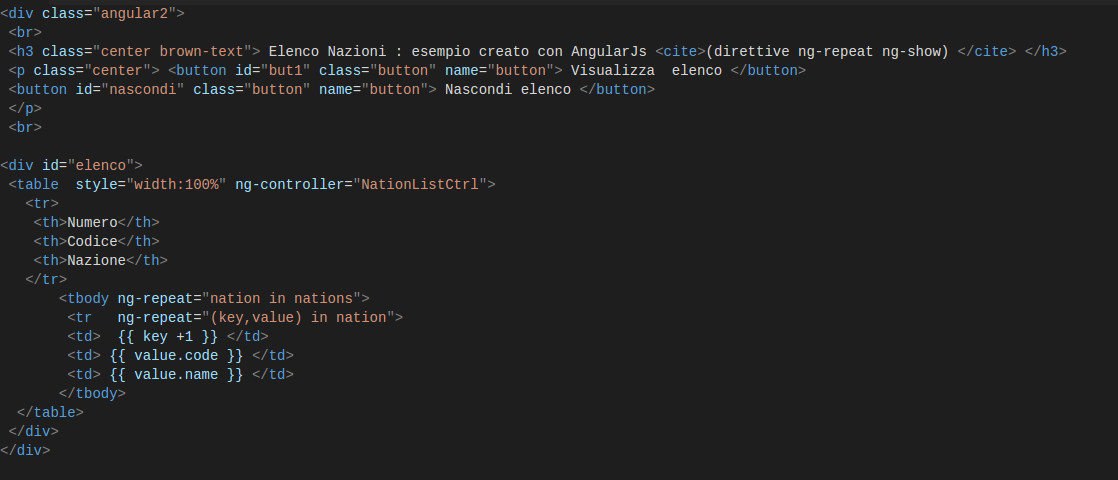 <div class="angular2">
<br>
<h3 class="center brown-text"> Elenco Nazioni : esempio creato con AngularJs <cite>(direttive ng-repeat ng-show) </cite> </h3>
<p class="center"> <button id="but1" class="button" name="button"> Visualizza  elenco </button>
<button id="nascondi" class="button" name="button"> Nascondi elenco </button>
</p>
<br>
<div id="elenco">
<table  style="width:100%" ng-controller="NationListCtrl">
<tr>
<th>Numero</th>
<th>Codice</th>
<th>Nazione</th>
</tr>
<tbody ng-repeat="nation in nations">
<tr   ng-repeat="(key,value) in nation">
<td>  {{ key +1 }} </td>
<td> {{ value.code }} </td>
<td> {{ value.name }} </td>
</tbody>
</table>
</div>
</div>